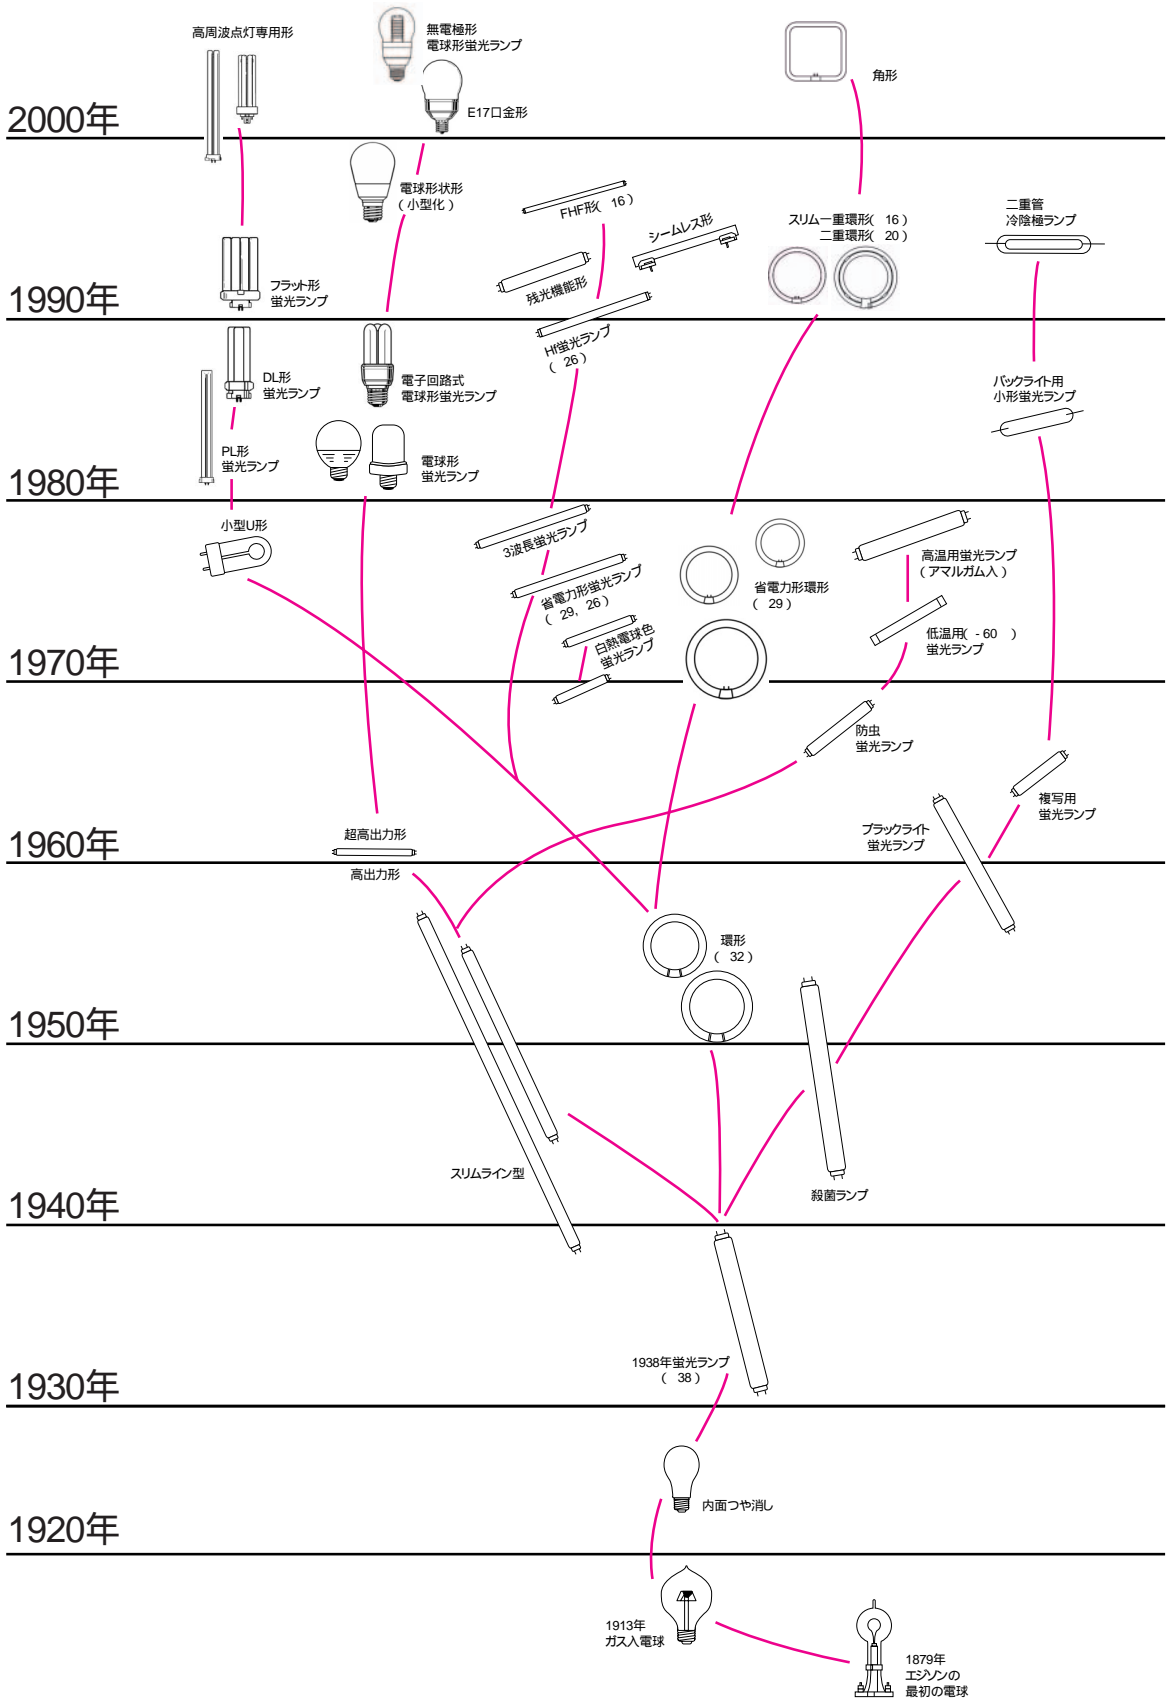 高周波点灯専用形
無電極形
電球形蛍光ランプ
角形
E17口金形
2000年
電球形状形
（小型化）
FHF形( 16)
シームレス形
スリム一重環形( 16)
二重環形( 20)
二重管
冷陰極ランプ
フラット形
蛍光ランプ
残光機能形
1990年
Hf蛍光ランプ
( 26)
DL形
蛍光ランプ
電子回路式
電球形蛍光ランプ
バックライト用
小形蛍光ランプ
PL形
蛍光ランプ
電球形
蛍光ランプ
1980年
小型U形
3波長蛍光ランプ
省電力形蛍光ランプ
( 29, 26)
省電力形環形
( 29)
高温用蛍光ランプ
（アマルガム入）
白熱電球色
蛍光ランプ
低温用( -60 )
蛍光ランプ
1970年
防虫
蛍光ランプ
複写用
蛍光ランプ
超高出力形
ブラックライト
蛍光ランプ
1960年
高出力形
環形
( 32)
1950年
スリムライン型
殺菌ランプ
1940年
1938年蛍光ランプ
( 38)
1930年
内面つや消し
1920年
1913年
ガス入電球
1879年
エジソンの
最初の電球